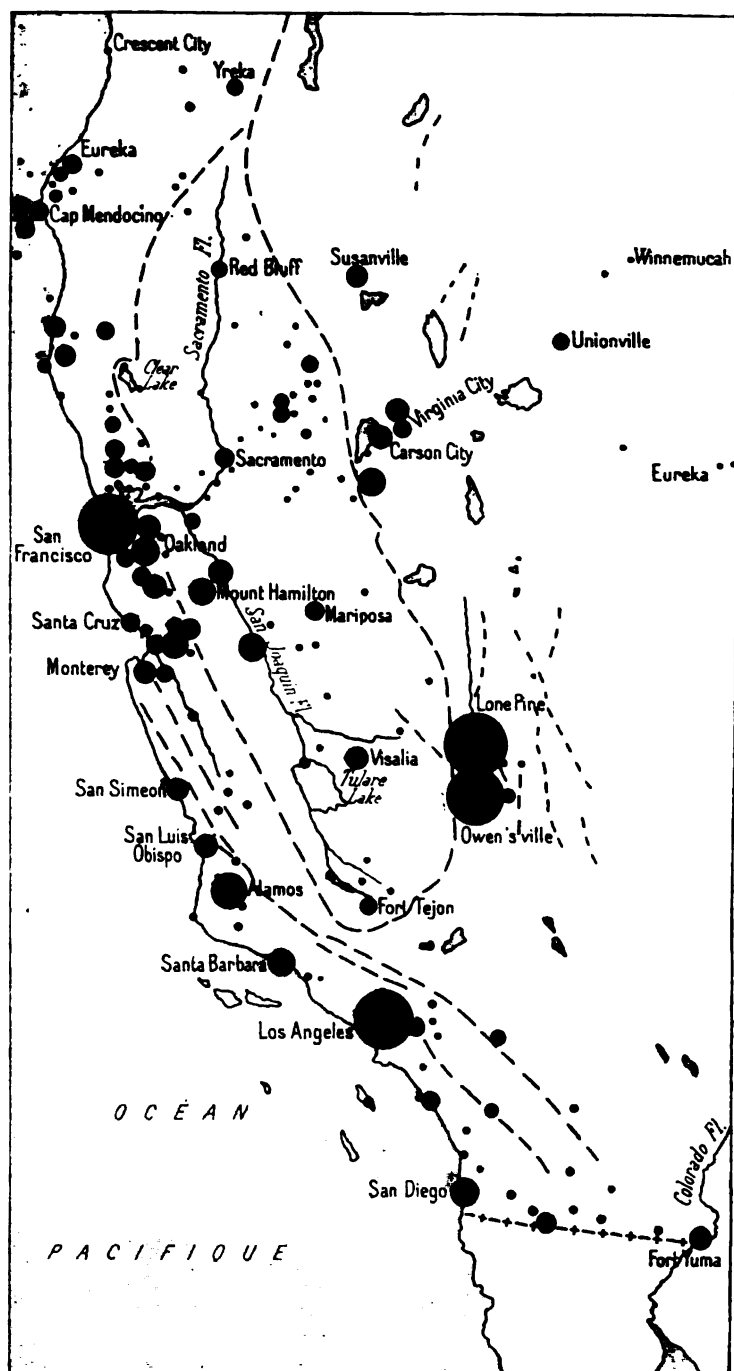 Crescent City
Yreka
Eureka
Cap Mendocino
Sacramento Fl.
Red Bluff
Susanville
Winnemucah
Unionville
Clear
Lake
Virginia City
Carson City
Sacramento
Eureka
San
Francisco
Oakland
Mount Hamilton
Santa Cruz
San Joaquin Fl.
Mariposa
Monterey
Lone Pine
San Simeon
Visalia
Tulare
Lake
San Luis
Obispo
Owen's ville
Alamos
Fort Tejon
Santa Barbara
Los Angeles
OCÉAN
Colorado Fl.
San Diego
PACIFIQUE
Fort Yuma